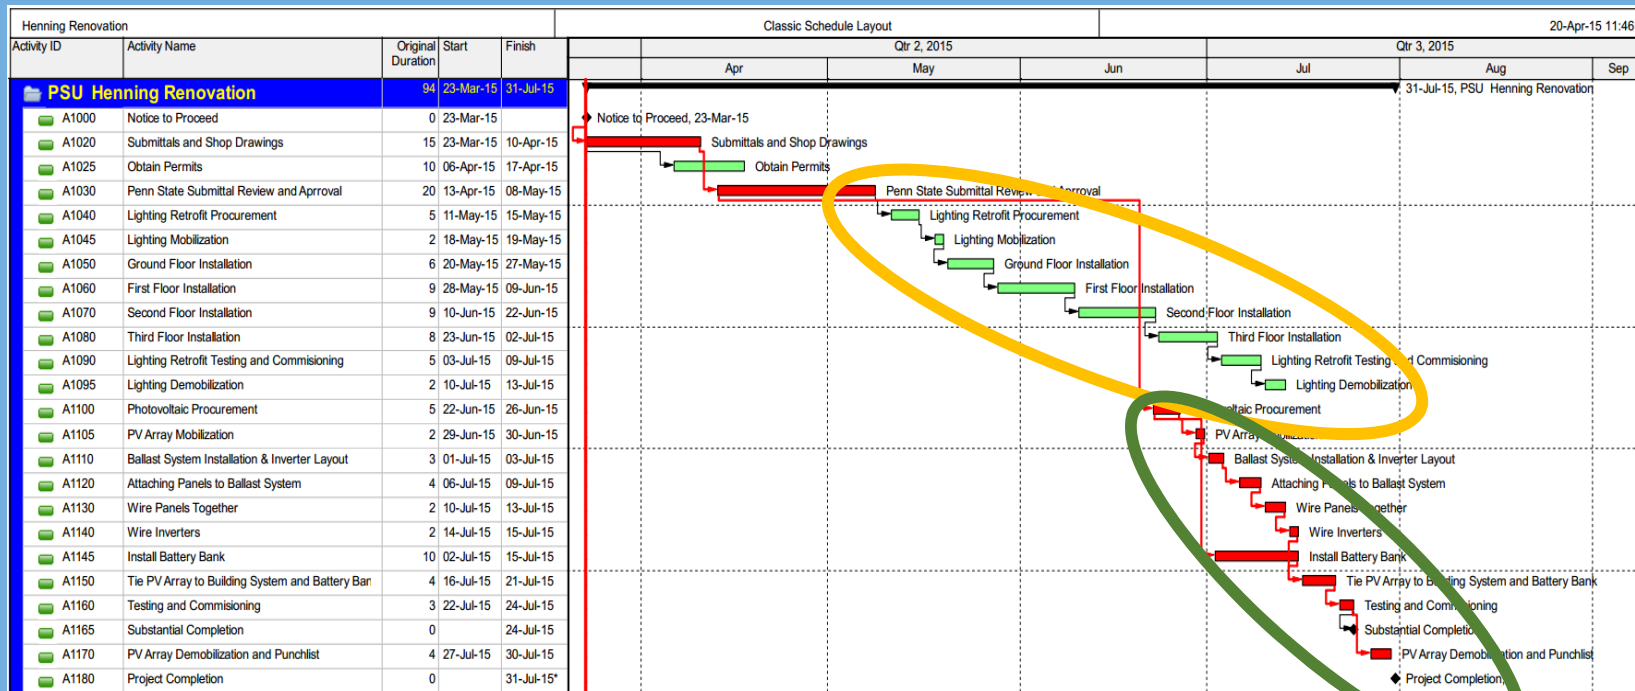 Henning Renovation Classic Schedule Layout 20-Apr-15 11:46
Activity ID Activity Name Original Duration Start Finish Qtr 2, 2015 Qtr 3, 2015
Apr May Jun Jul Aug Sep
PSU Henning Renovation 94 23-Mar-15 31-Jul-15 31-Jul-15, PSU Henning Renovation
A1000 Notice to Proceed 0 23-Mar-15 Notice to Proceed, 23-Mar-15
A1020 Submittals and Shop Drawings 15 23-Mar-15 10-Apr-15 Submittals and Shop Drawings
A1025 Obtain Permits 10 06-Apr-15 17-Apr-15 Obtain Permits
A1030 Penn State Submittal Review and Aprroval 20 13-Apr-15 08-May-15 Penn State Submittal Review and Aprroval
A1040 Lighting Retrofit Procurement 5 11-May-15 15-May-15 Lighting Retrofit Procurement
A1045 Lighting Mobilization 2 18-May-15 19-May-15 Lighting Mobilization
A1050 Ground Floor Installation 6 20-May-15 27-May-15 Ground Floor Installation
A1060 First Floor Installation 9 28-May-15 09-Jun-15 First Floor Installation
A1070 Second Floor Installation 9 10-Jun-15 22-Jun-15 Second Floor Installation
A1080 Third Floor Installation 8 23-Jun-15 02-Jul-15 Third Floor Installation
A1090 Lighting Retrofit Testing and Commisioning 5 03-Jul-15 09-Jul-15 Lighting Retrofit Testing and Commisioning
A1095 Lighting Demobilization 2 10-Jul-15 13-Jul-15 Lighting Demobilization
A1100 Photovoltaic Procurement 5 22-Jun-15 26-Jun-15 Procurement
A1105 PV Array Mobilization 2 29-Jun-15 30-Jun-15 PV Array
A1110 Ballast System Installation & Inverter Layout 3 01-Jul-15 03-Jul-15 Ballast System Installation & Inverter Layout
A1120 Attaching Panels to Ballast System 4 06-Jul-15 09-Jul-15 Attaching Panels to Ballast System
A1130 Wire Panels Together 2 10-Jul-15 13-Jul-15 Wire Panels Together
A1140 Wire Inverters 2 14-Jul-15 15-Jul-15 Wire Inverters
A1145 Install Battery Bank 10 02-Jul-15 15-Jul-15 Install Battery Bank
A1150 Tie PV Array to Building System and Battery Ban 4 16-Jul-15 21-Jul-15 Tie PV Array to Building System and Battery Bank
A1160 Testing and Commisioning 3 22-Jul-15 24-Jul-15 Testing and Commisioning
A1165 Substantial Completion 0 24-Jul-15 Substantial Completion
A1170 PV Array Demobilization and Punchlist 4 27-Jul-15 30-Jul-15 PV Array Demobilization and Punchlist
A1180 Project Completion 0 31-Jul-15* Project Completion,